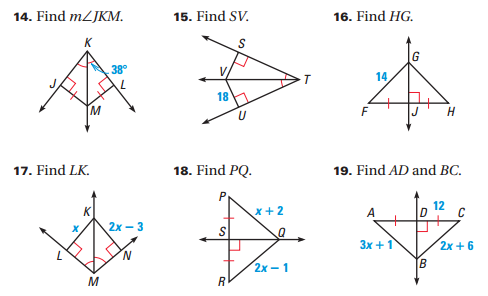 14. Find m∠JKM.
K
38°
J
L
M
15. Find SV.
S
V
T
18
U
16. Find HG.
G
14
F
J
H
17. Find LK.
K
x
2x – 3
L
N
M
18. Find PQ.
P
x + 2
S
Q
2x – 1
R
19. Find AD and BC.
12
A
D
C
3x + 1
2x + 6
B